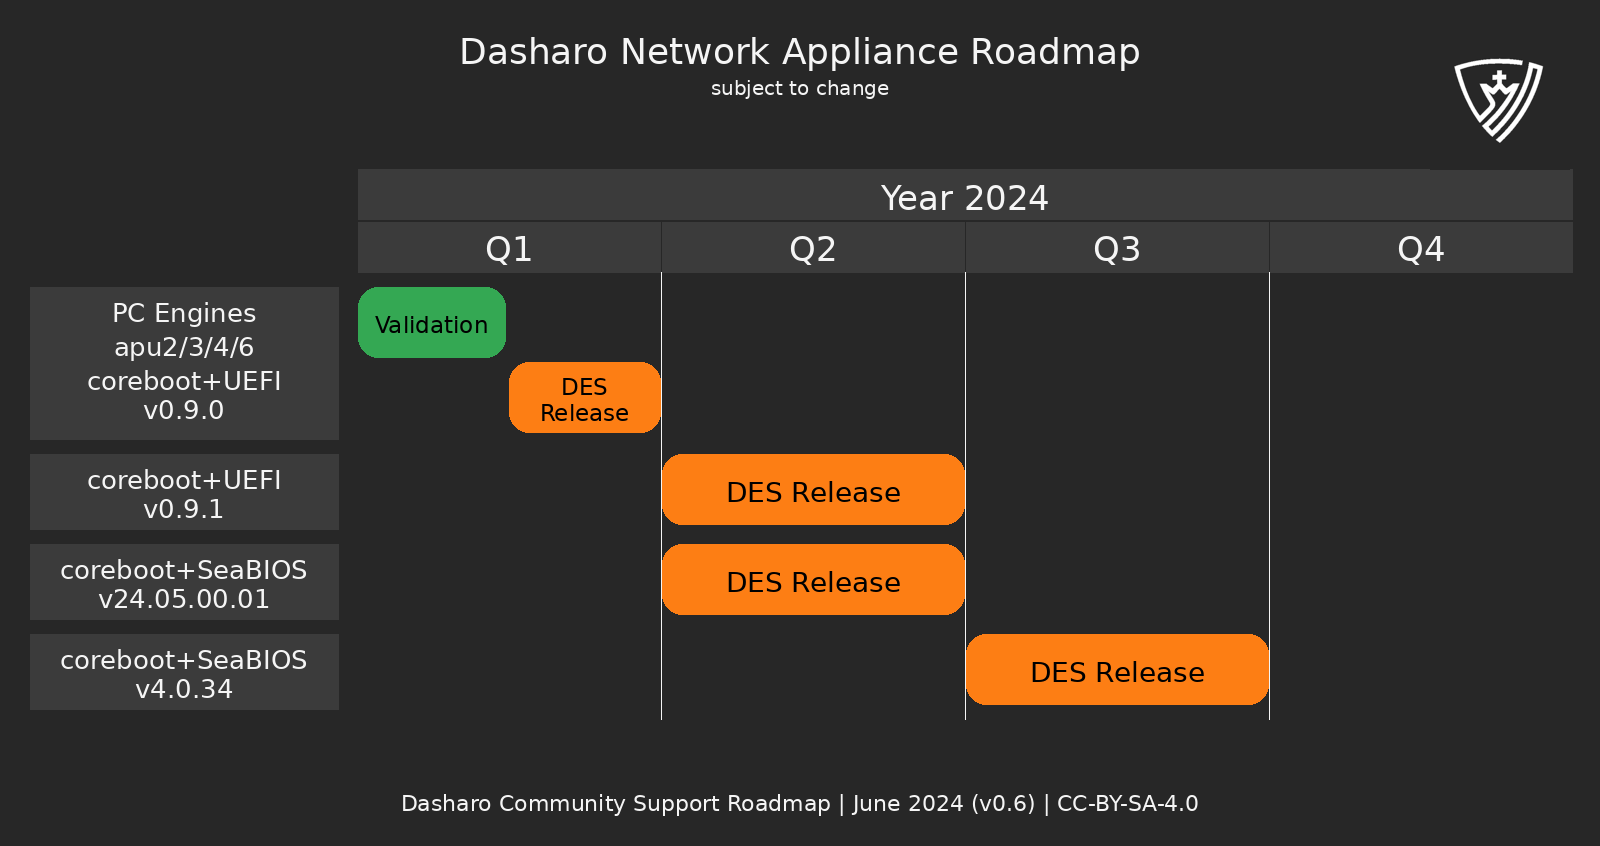 Dasharo Network Appliance Roadmap
subject to change
Year 2024
Q1
Q2
Q3
Q4
PC Engines
apu2/3/4/6
coreboot+UEFI
v0.9.0
Validation
DES
Release
coreboot+UEFI
v0.9.1
DES Release
coreboot+SeaBIOS
v24.05.00.01
DES Release
coreboot+SeaBIOS
v4.0.34
DES Release
Dasharo Community Support Roadmap | June 2024 (v0.6) | CC-BY-SA-4.0